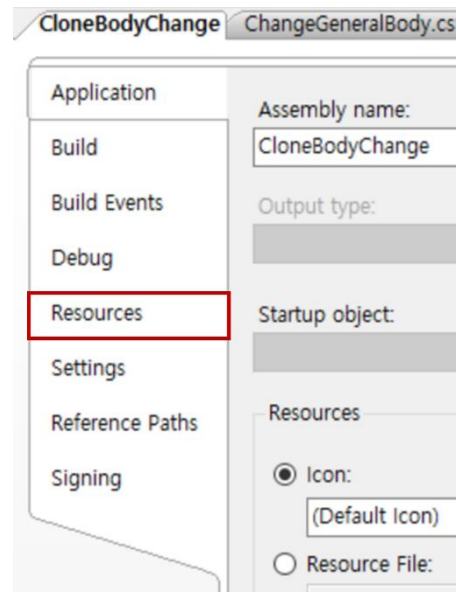 CloneBodyChange
ChangeGeneralBody.cs
Application
Build
Build Events
Debug
Resources
Settings
Reference Paths
Signing
Assembly name:
CloneBodyChange
Output type:
Startup object:
Resources
Icon:
(Default Icon)
Resource File: